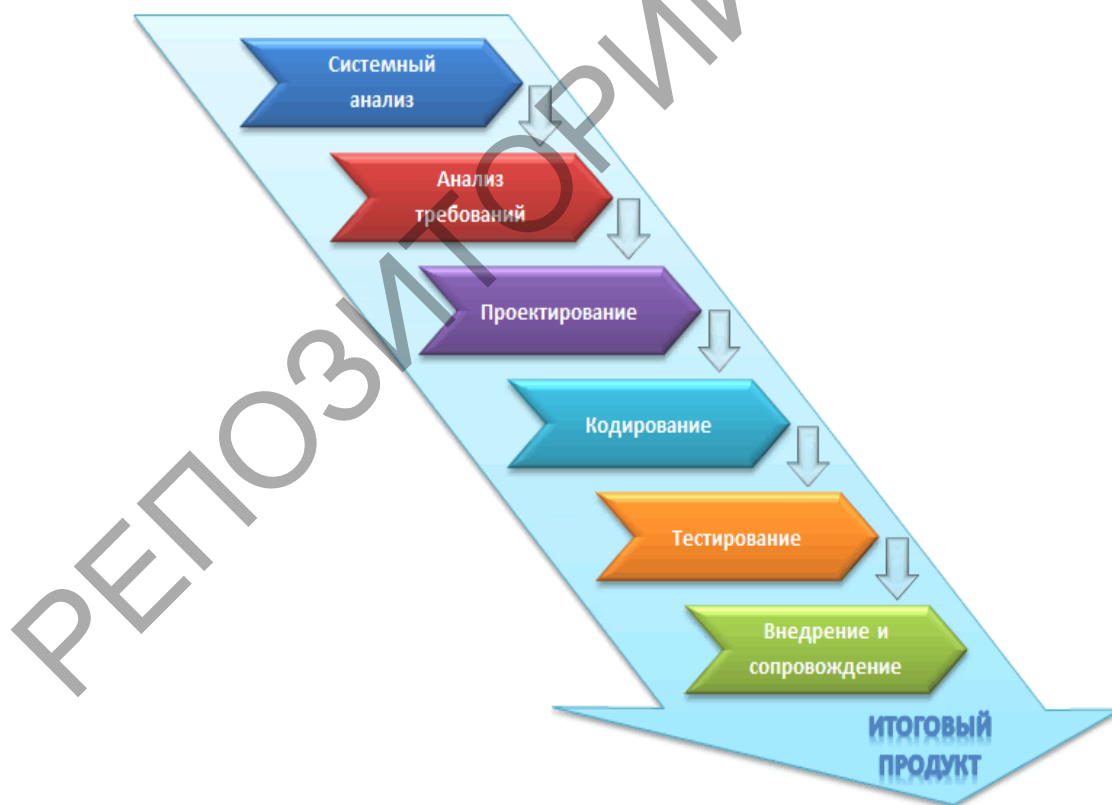 Системный
анализ
Анализ
требований
Проектирование
Кодирование
Тестирование
Внедрение и
сопровождение
ИТОГОВЫЙ
ПРОДУКТ
РЕПОЗИТОРИЙ